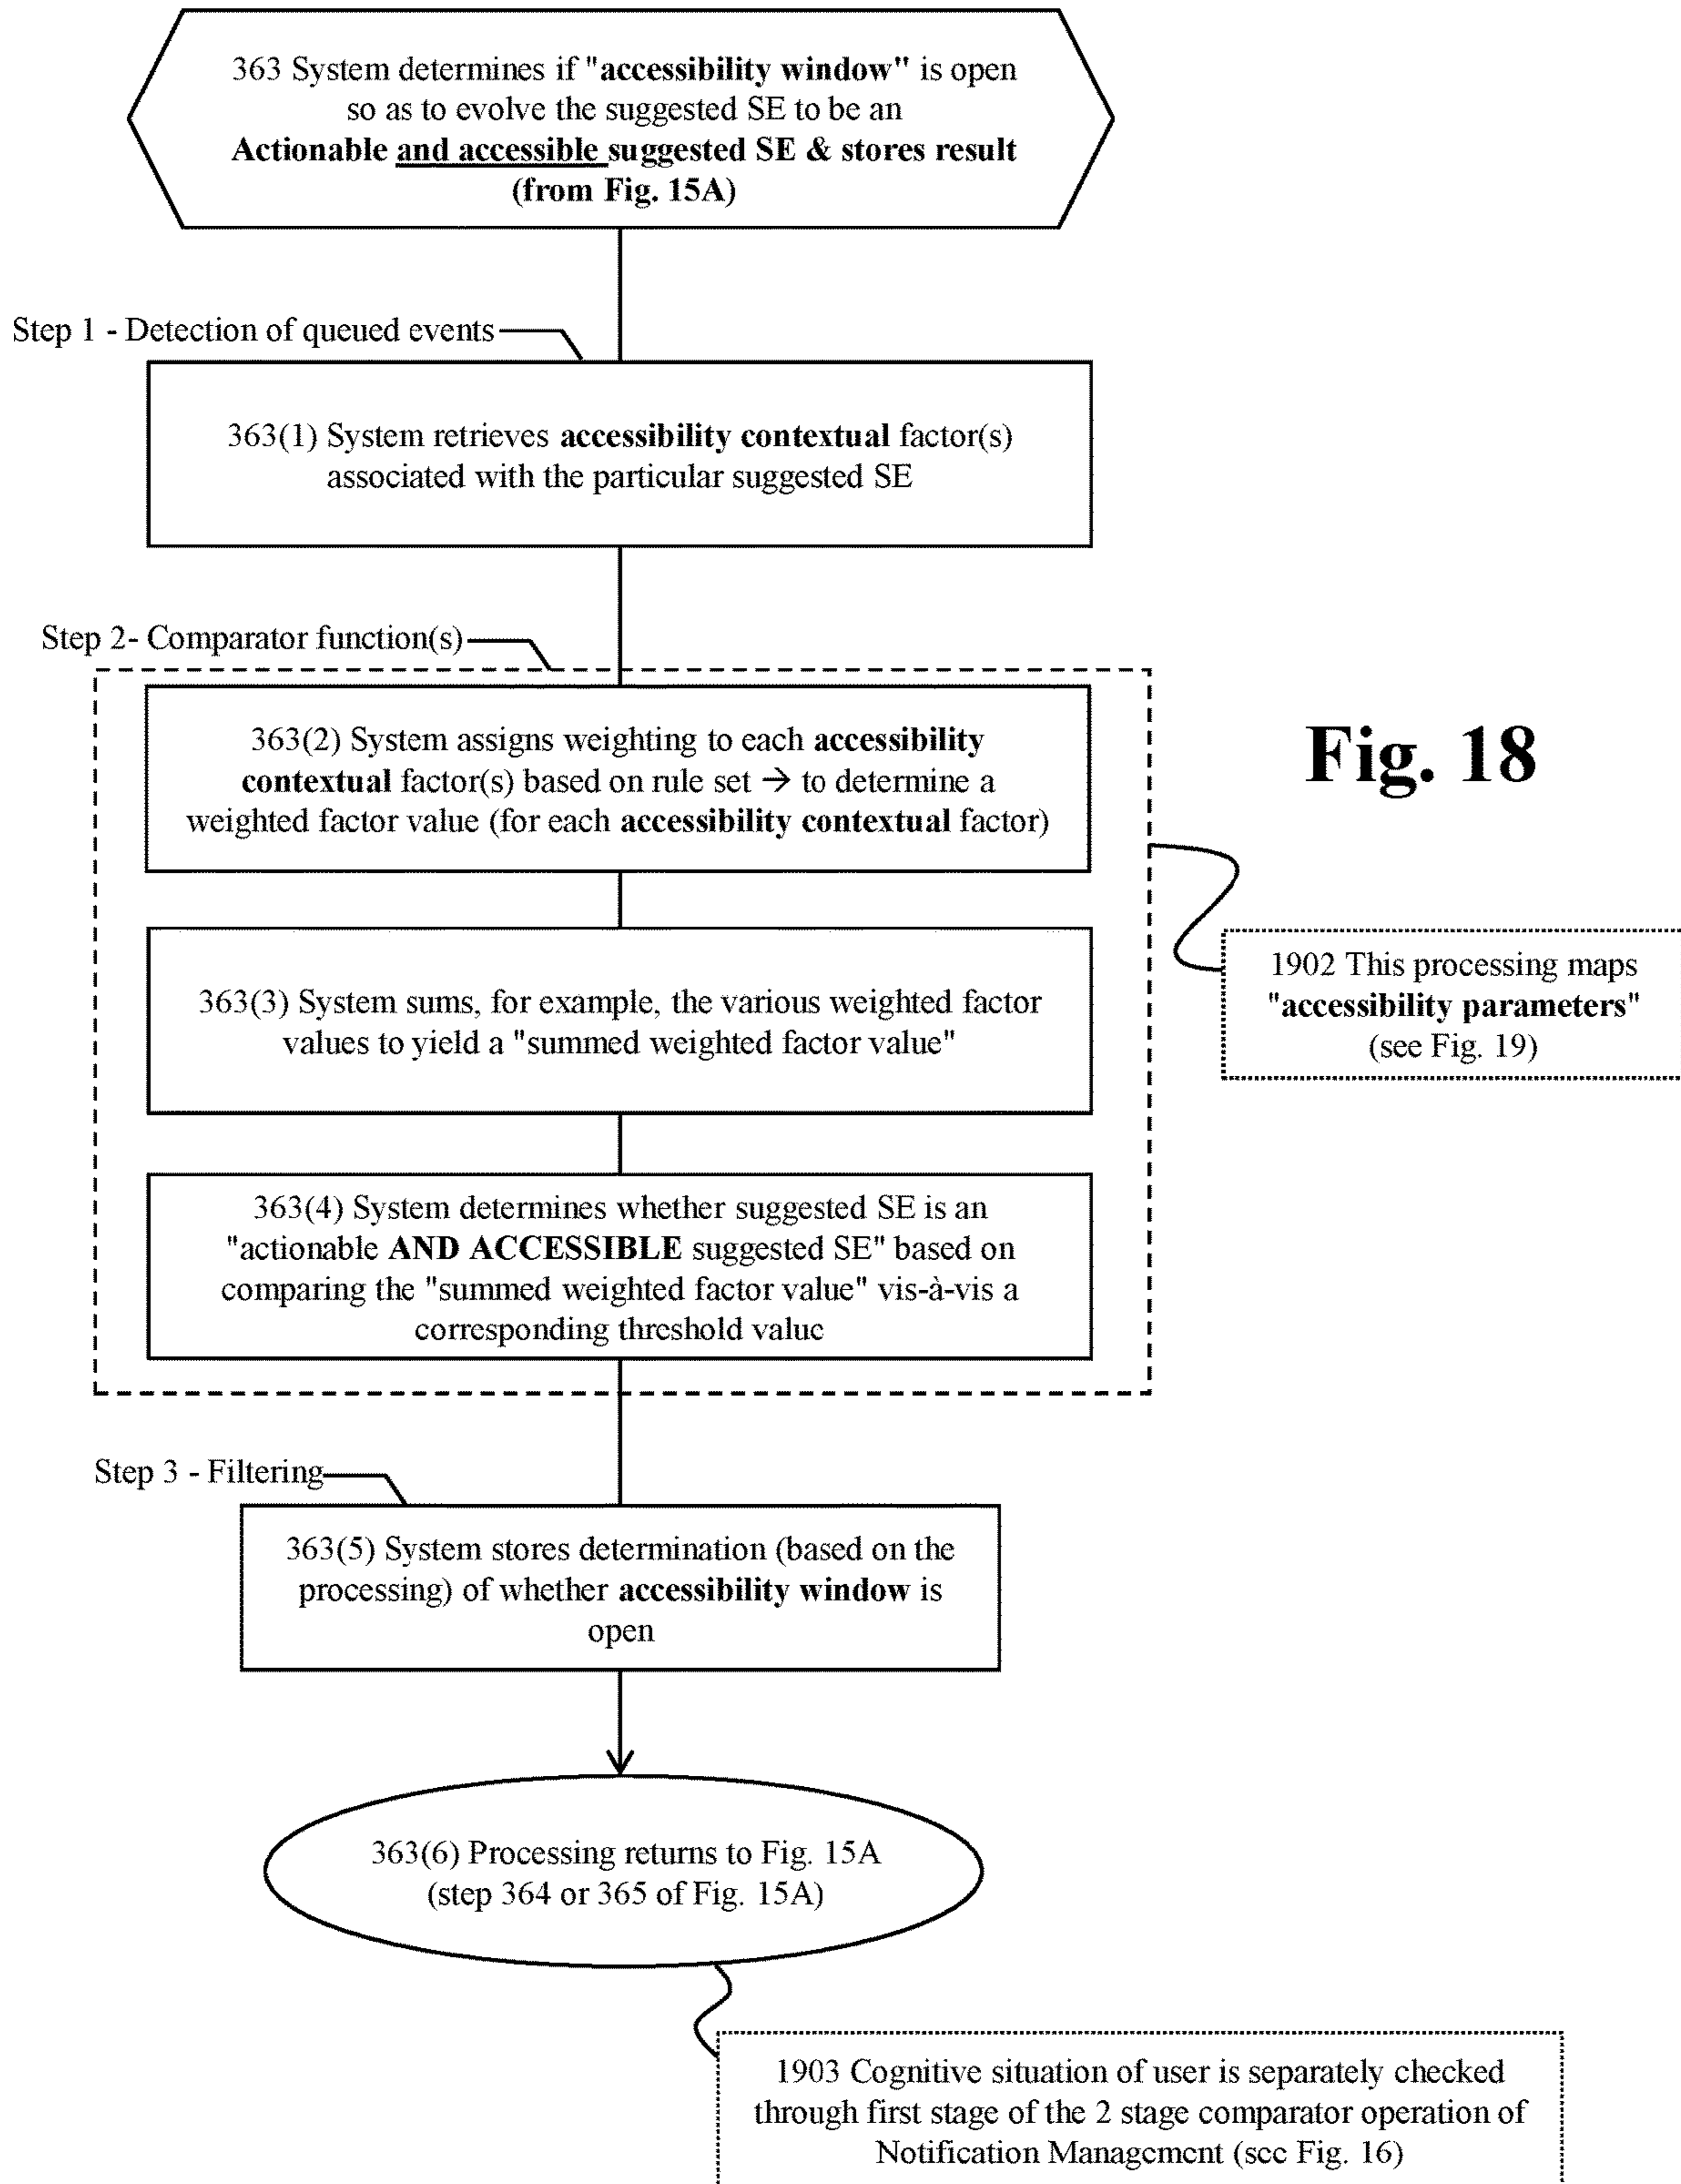 363 System determines if "accessibility window" is open
so as to evolve the suggested SE to be an
Actionable and accessible suggested SE & stores result
(from Fig. 15A)
Step 1 - Detection of queued events
363(1) System retrieves accessibility contextual factor(s)
associated with the particular suggested SE
Step 2- Comparator function(s)
363(2) System assigns weighting to each accessibility
contextual factor(s) based on rule set → to determine a
weighted factor value (for each accessibility contextual factor)
Fig. 18
363(3) System sums, for example, the various weighted factor
values to yield a "summed weighted factor value"
1902 This processing maps
"accessibility parameters"
(see Fig. 19)
363(4) System determines whether suggested SE is an
"actionable AND ACCESSIBLE suggested SE" based on
comparing the "summed weighted factor value" vis-à-vis a
corresponding threshold value
Step 3 - Filtering
363(5) System stores determination (based on the
processing) of whether accessibility window is
open
363(6) Processing returns to Fig. 15A
(step 364 or 365 of Fig. 15A)
1903 Cognitive situation of user is separately checked
through first stage of the 2 stage comparator operation of
Notification Management (see Fig. 16)